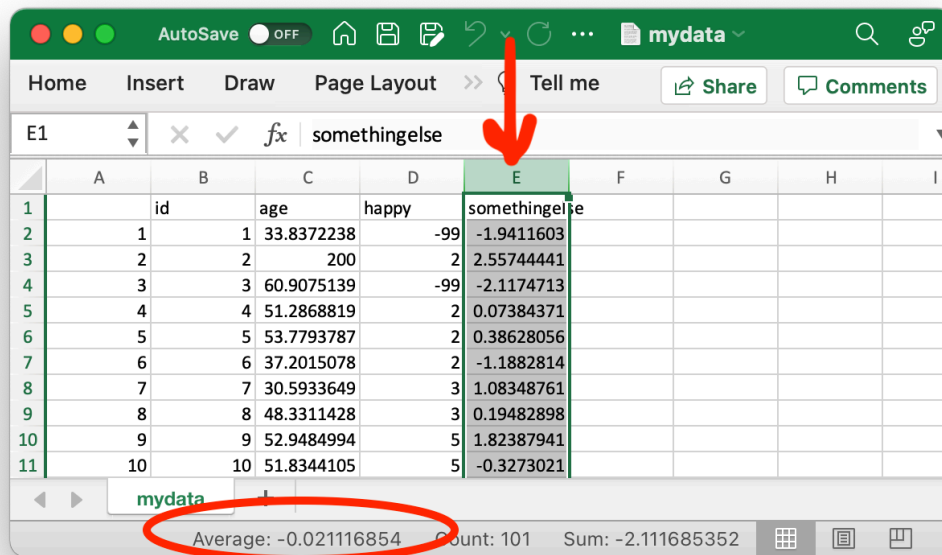 AutoSave OFF mydata
Home Insert Draw Page Layout Tell me Share Comments
E1 fx somethingelse
A B C D E F G H I
1 id age happy somethingelse
2 1 1 33.8372238 -99 -1.9411603
3 2 2 200 2 2.55744441
4 3 3 60.9075139 -99 -2.1174713
5 4 4 51.2868819 2 0.07384371
6 5 5 53.7793787 2 0.38628056
7 6 6 37.2015078 2 -1.1882814
8 7 7 30.5933649 3 1.08348761
9 8 8 48.3311428 3 0.19482898
10 9 9 52.9484994 5 1.82387941
11 10 10 51.8344105 5 -0.3273021
mydata +
Average: -0.021116854 Count: 101 Sum: -2.111685352